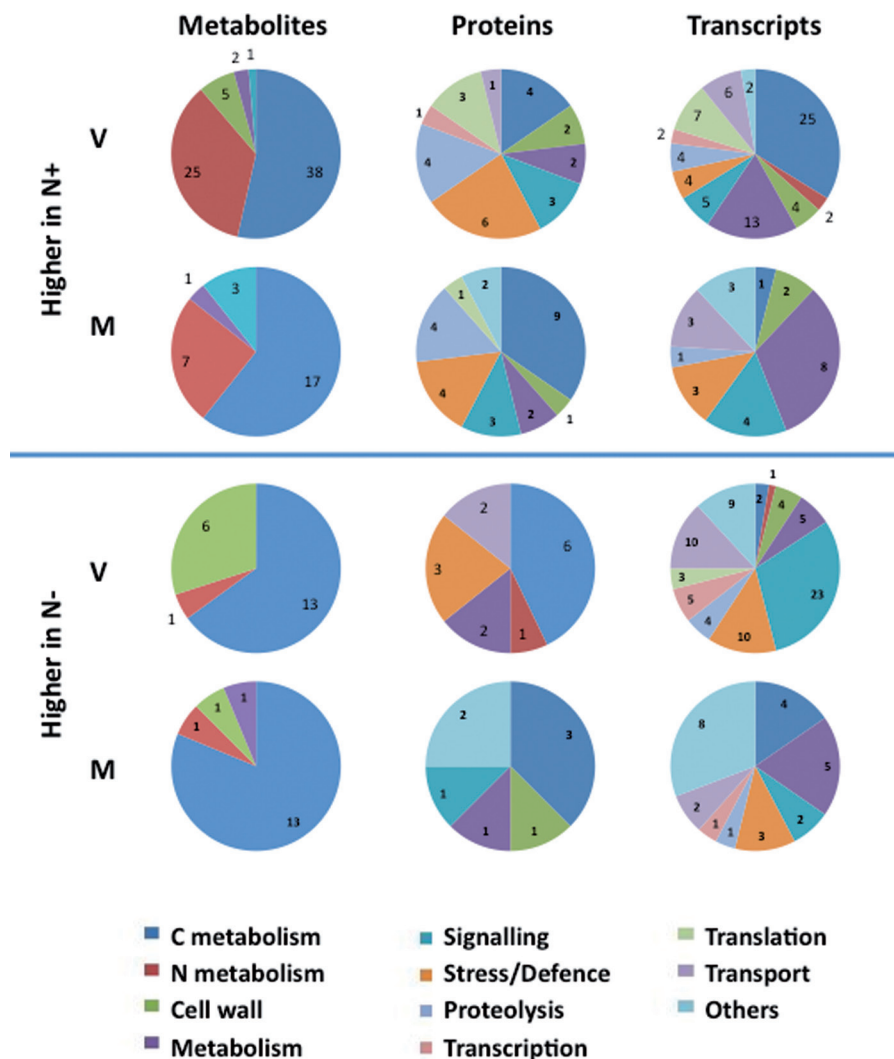 Metabolites Proteins Transcripts
Higher in N+
V
38 25 5 2 1
4 2 2 3 6 4 1 3 1
25 2 4 13 5 4 4 2 7 6 2
M
17 7 1 3
9 1 2 3 4 4 1 2
1 2 8 4 3 1 3 3
Higher in N-
V
13 1 6
6 1 2 3 2
2 1 4 5 23 10 4 5 3 10 9
M
13 1 1 1
3 1 1 1 2
4 5 2 3 1 1 2 8
C metabolism
N metabolism
Cell wall
Metabolism
Signalling
Stress/Defence
Proteolysis
Transcription
Translation
Transport
Others